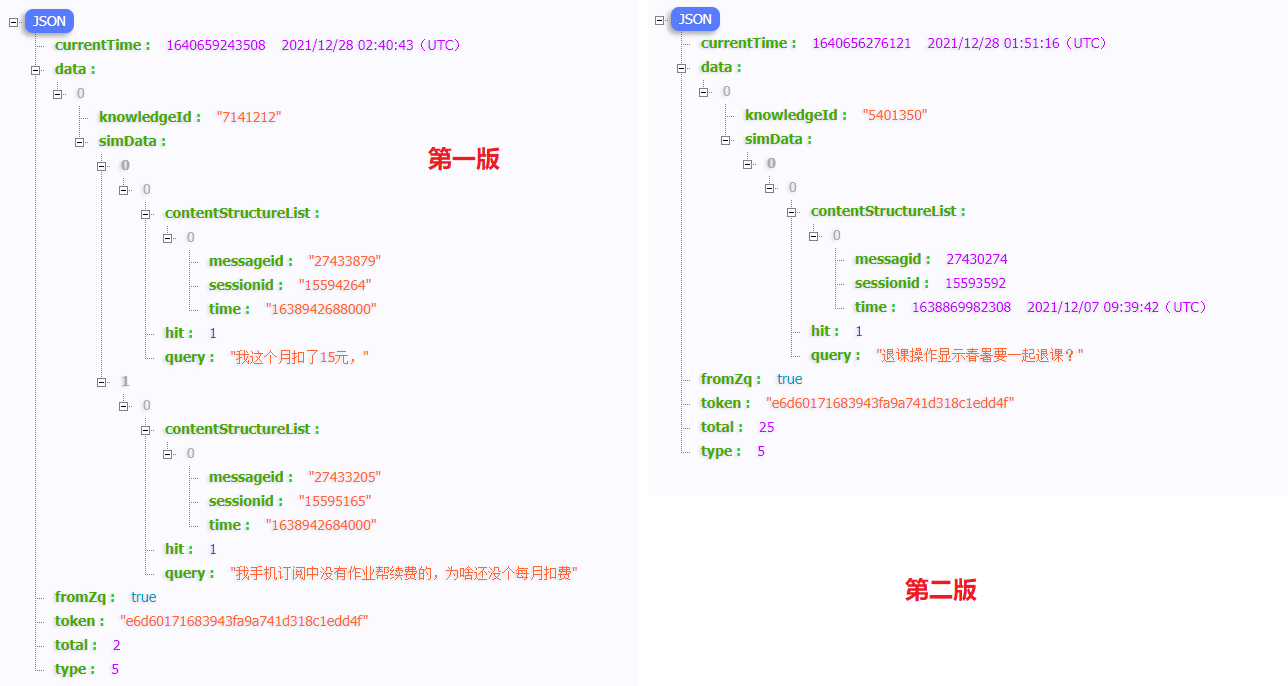 JSON
currentTime : 1640659243508 2021/12/28 02:40:43（UTC）
data :
0
knowledgeId : "7141212"
simData :
0
0
contentStructureList :
0
messageid : "27433879"
sessionid : "15594264"
time : "1638942688000"
hit : 1
query : "我这个月扣了15元，"
1
0
contentStructureList :
0
messageid : "27433205"
sessionid : "15595165"
time : "1638942684000"
hit : 1
query : "我手机订阅中没有作业帮续费的，为啥还没个每月扣费"
fromZq : true
token : "e6d60171683943fa9a741d318c1edd4f"
total : 2
type : 5
第一版
JSON
currentTime : 1640656276121 2021/12/28 01:51:16（UTC）
data :
0
knowledgeId : "5401350"
simData :
0
0
contentStructureList :
0
messagid : 27430274
sessionid : 15593592
time : 1638869982308 2021/12/07 09:39:42（UTC）
hit : 1
query : "退课操作显示春署要一起退课？"
fromZq : true
token : "e6d60171683943fa9a741d318c1edd4f"
total : 25
type : 5
第二版